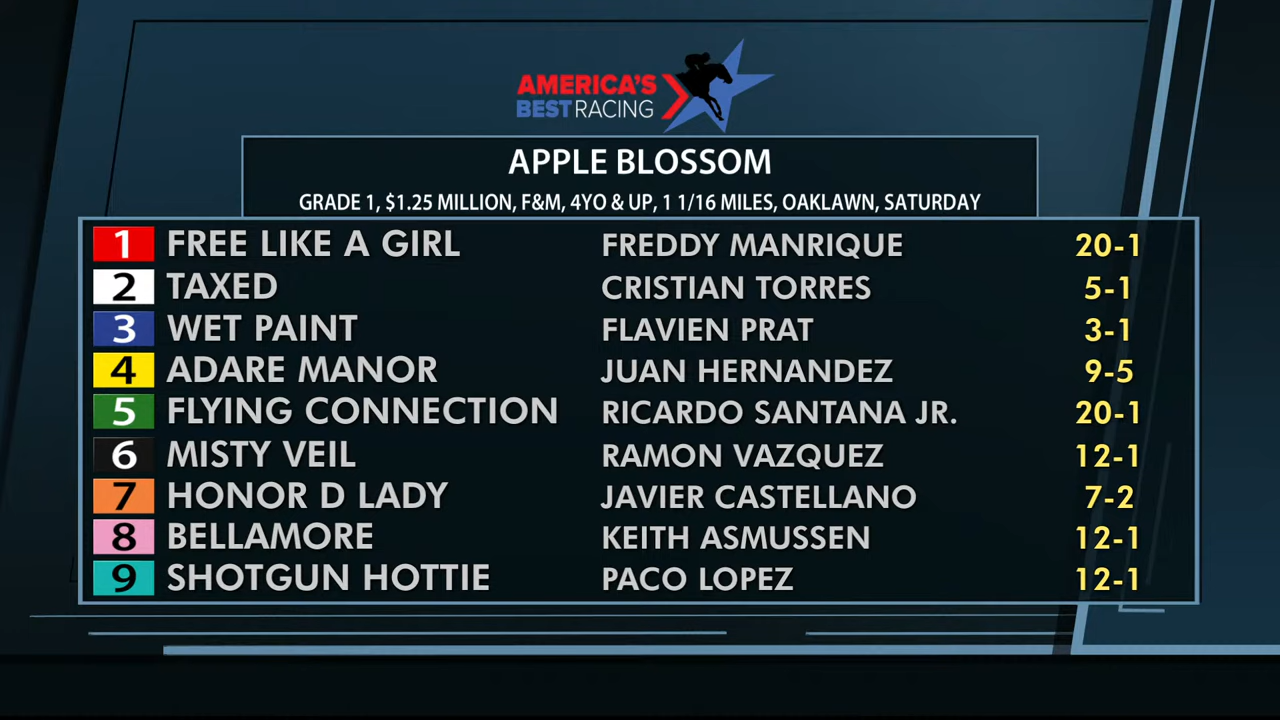 AMERICA'S
BEST RACING
APPLE BLOSSOM
GRADE 1, $1.25 MILLION, F&M, 4YO & UP, 1 1/16 MILES, OAKLAWN, SATURDAY
1 FREE LIKE A GIRL FREDDY MANRIQUE 20-1
2 TAXED CRISTIAN TORRES 5-1
3 WET PAINT FLAVIEN PRAT 3-1
4 ADARE MANOR JUAN HERNANDEZ 9-5
5 FLYING CONNECTION RICARDO SANTANA JR. 20-1
6 MISTY VEIL RAMON VAZQUEZ 12-1
7 HONOR D LADY JAVIER CASTELLANO 7-2
8 BELLAMORE KEITH ASMUSSEN 12-1
9 SHOTGUN HOTTIE PACO LOPEZ 12-1